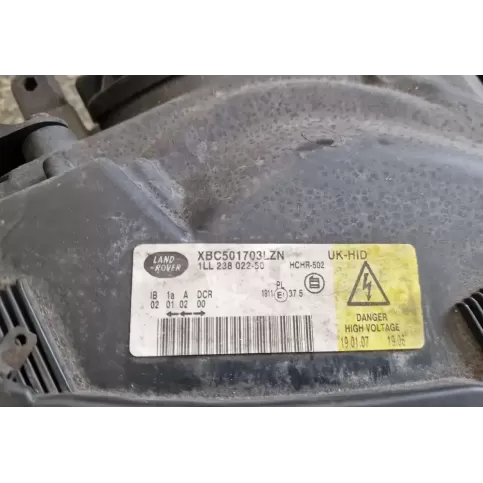 LAND
ROVER
XBC501703LZN UK-HID
1LL 238 022-50 HCHR-502
IB 1a A DCR
02 01 02 00
PL
E1 37.5
DANGER
HIGH VOLTAGE
19.01.07